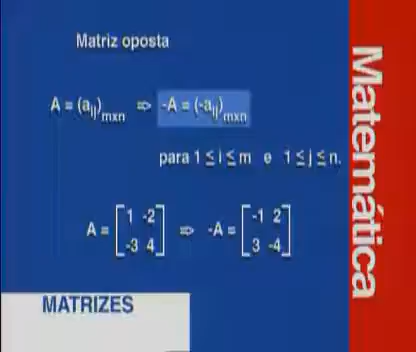 Matriz oposta
A = (aij)mxn ⇒ -A = (-aij)mxn
para 1 ≤ i ≤ m e 1 ≤ j ≤ n.
A = [1 -2
-3 4] ⇒ -A = [-1 2
3 -4]
MATRIZES
Matemática